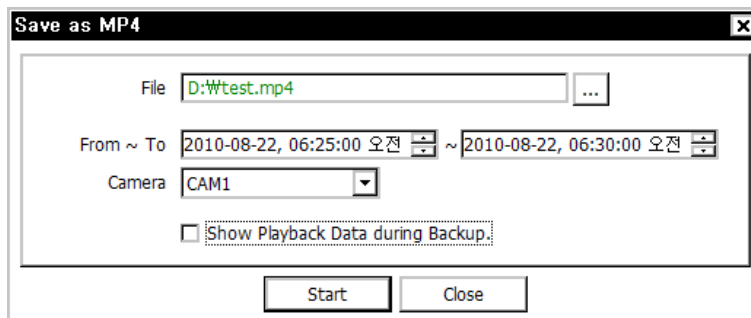 Save as MP4
File D:₩test.mp4 ...
From ~ To 2010-08-22, 06:25:00 오전 ~ 2010-08-22, 06:30:00 오전
Camera CAM1
Show Playback Data during Backup.
Start Close